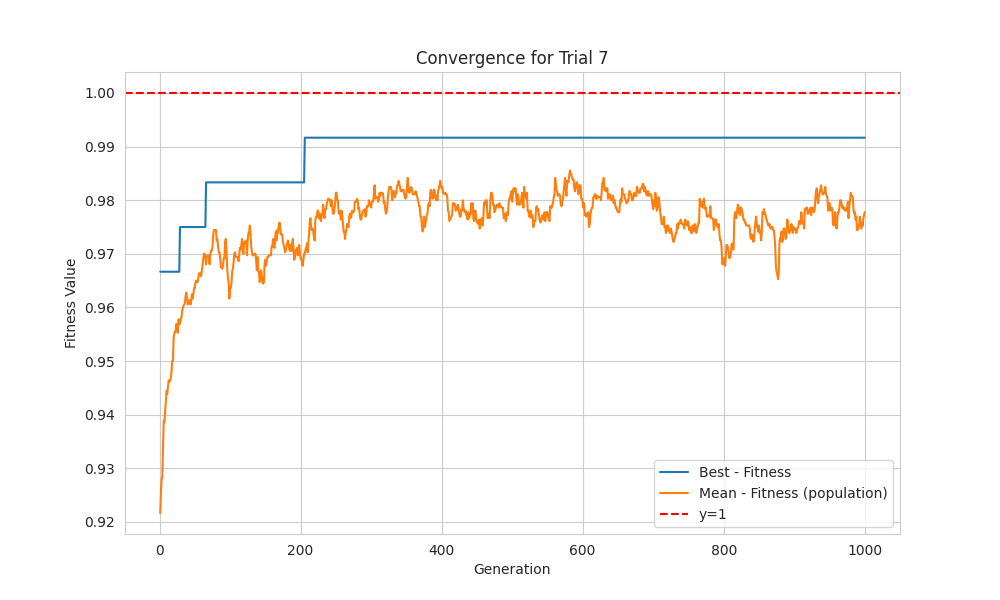 Convergence for Trial 7
Fitness Value
1.00
0.99
0.98
0.97
0.96
0.95
0.94
0.93
0.92
0
200
400
600
800
1000
Generation
Best - Fitness
Mean - Fitness (population)
y=1